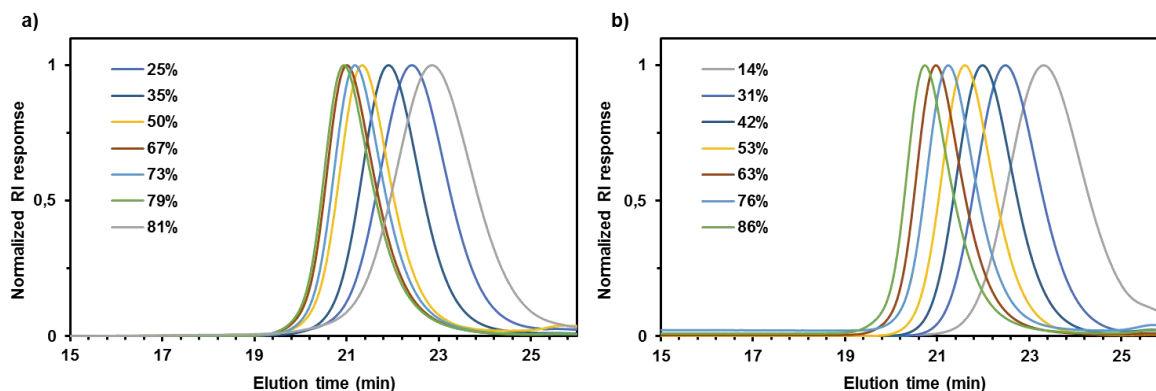 a)
Normalized RI respomse
1
0,5
0
25%
35%
50%
67%
73%
79%
81%
15 17 19 21 23 25
Elution time (min)
b)
Normalized RI respomse
1
0,5
0
14%
31%
42%
53%
63%
76%
86%
15 17 19 21 23 25
Elution time (min)